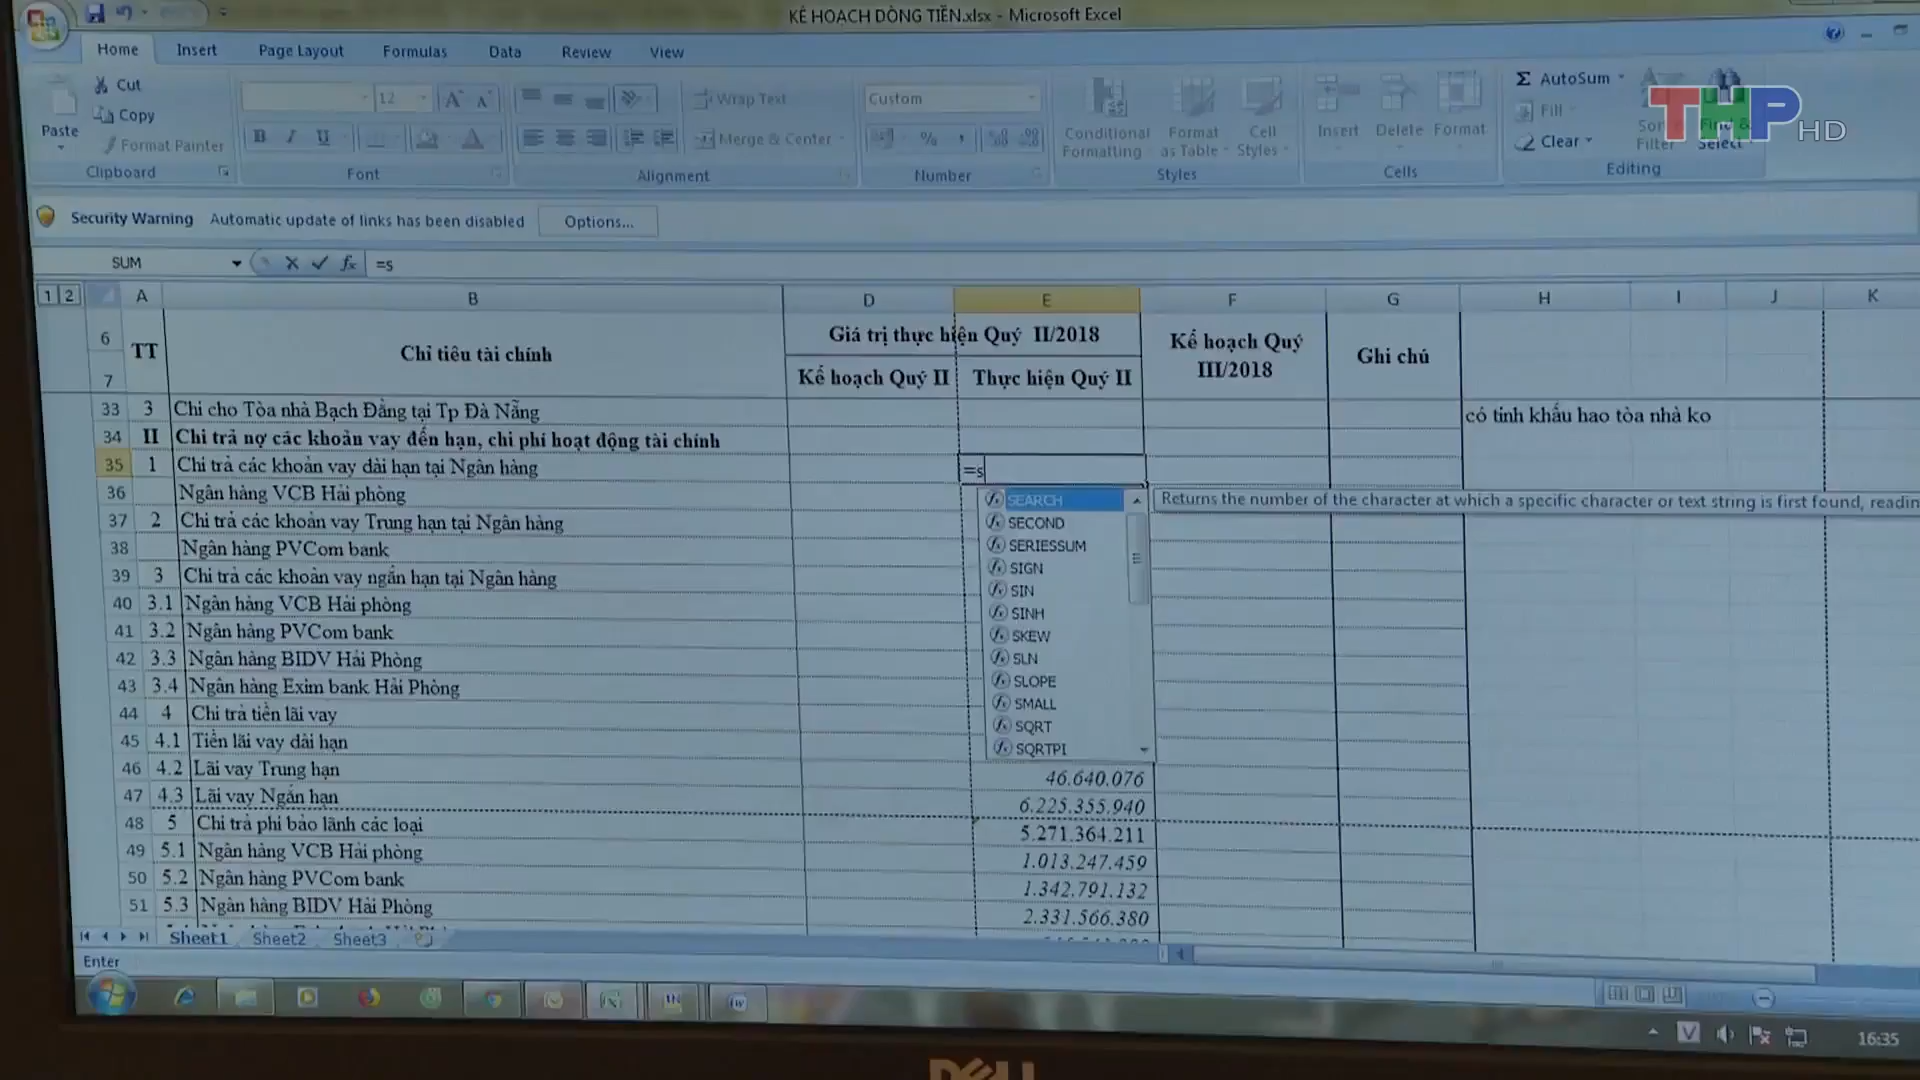 KẾ HOẠCH DÒNG TIỀN.xlsx - Microsoft Excel
Home Insert Page Layout Formulas Data Review View
Cut
Copy
Format Painter
Paste
Clipboard
12
B I U
Font
Wrap Text
Merge & Center
Alignment
Custom
%
Number
Conditional Formatting
Format as Table
Cell Styles
Styles
Insert Delete Format
Cells
Σ AutoSum
Fill
Clear
Sort Filter
Find & Select
Editing
THP HD
Security Warning Automatic update of links has been disabled Options...
SUM fx =s
1 2 A B D E F G H I J K
6 TT Chỉ tiêu tài chính Giá trị thực hiện Quý II/2018 Kế hoạch Quý III/2018 Ghi chú
7 Kế hoạch Quý II Thực hiện Quý II
33 3 Chi cho Tòa nhà Bạch Đằng tại Tp Đà Nẵng có tinh khấu hao tòa nhà ko
34 II Chi trả nợ các khoản vay đến hạn, chi phí hoạt động tài chính
35 1 Chi trả các khoản vay dài hạn tại Ngân hàng =s
36 Ngân hàng VCB Hải phòng
37 2 Chi trả các khoản vay Trung hạn tại Ngân hàng
38 Ngân hàng PVCom bank
39 3 Chi trả các khoản vay ngắn hạn tại Ngân hàng
40 3.1 Ngân hàng VCB Hải phòng
41 3.2 Ngân hàng PVCom bank
42 3.3 Ngân hàng BIDV Hải Phòng
43 3.4 Ngân hàng Exim bank Hải Phòng
44 4 Chi trả tiền lãi vay
45 4.1 Tiền lãi vay dài hạn
46 4.2 Lãi vay Trung hạn 46.640.076
47 4.3 Lãi vay Ngắn hạn 6.225.355.940
48 5 Chi trả phí bảo lãnh các loại 5.271.364.211
49 5.1 Ngân hàng VCB Hải phòng 1.013.247.459
50 5.2 Ngân hàng PVCom bank 1.342.791.132
51 5.3 Ngân hàng BIDV Hải Phòng 2.331.566.380
SEARCH
SECOND
SERIESSUM
SIGN
SIN
SINH
SKEW
SLN
SLOPE
SMALL
SQRT
SQRTPI
Returns the number of the character at which a specific character or text string is first found, readin
Sheet1 Sheet2 Sheet3
Enter
V 16:35
DELL